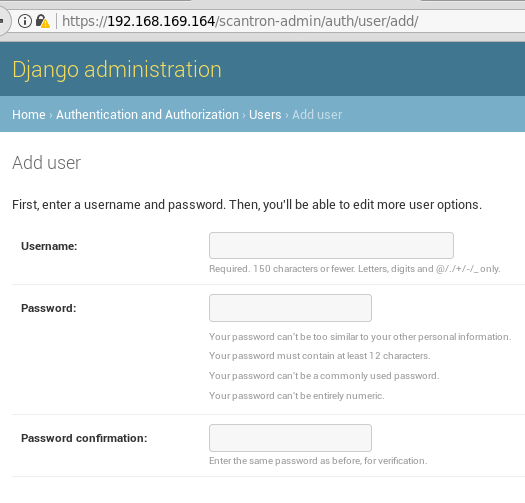 https://192.168.169.164/scantron-admin/auth/user/add/
Django administration
Home › Authentication and Authorization › Users › Add user
Add user
First, enter a username and password. Then, you'll be able to edit more user options.
Username:
Required. 150 characters or fewer. Letters, digits and @/./+/-/_ only.
Password:
Your password can't be too similar to your other personal information.
Your password must contain at least 12 characters.
Your password can't be a commonly used password.
Your password can't be entirely numeric.
Password confirmation:
Enter the same password as before, for verification.